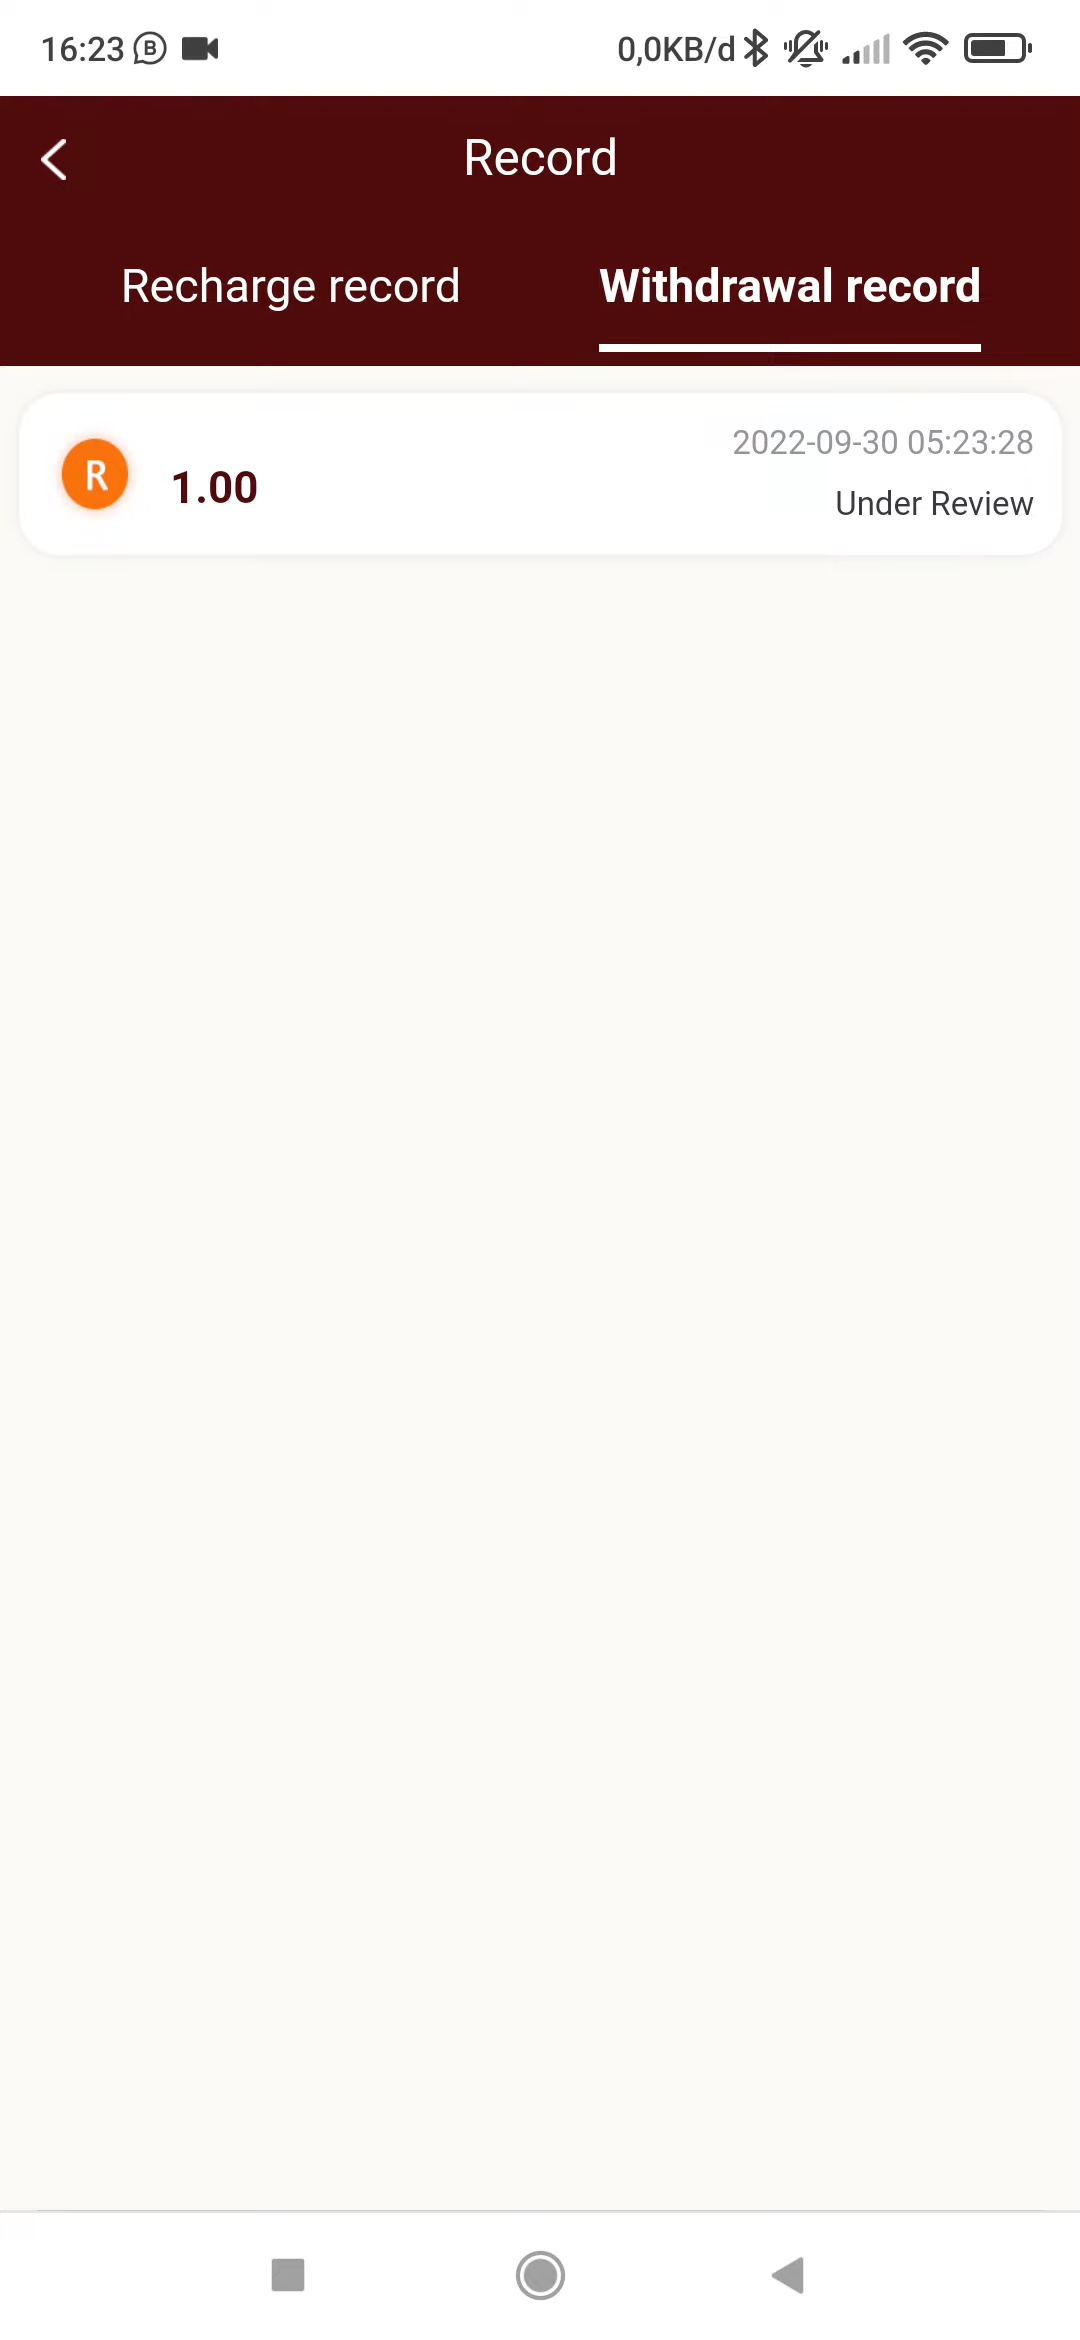 16:23 B 0,0KB/d
Record
Recharge record Withdrawal record
2022-09-30 05:23:28
R 1.00
Under Review